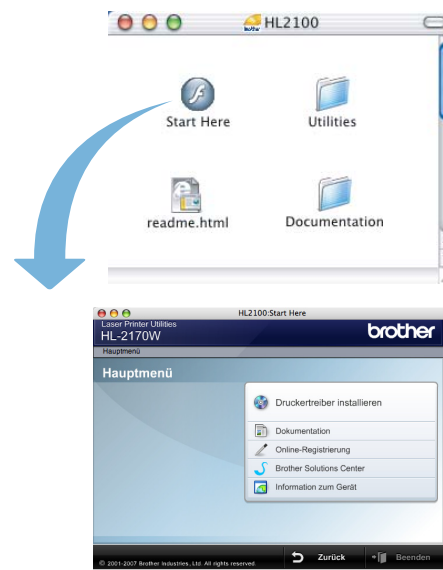 brother HL2100
Start Here
Utilities
readme.html
Documentation
HL2100:Start Here
Laser Printer Utilities
HL-2170W
brother
Hauptmenü
Hauptmenü
Druckertreiber installieren
Dokumentation
Online-Registrierung
Brother Solutions Center
Information zum Gerät
© 2001-2007 Brother Industries, Ltd. All rights reserved.
Zurück
Beenden